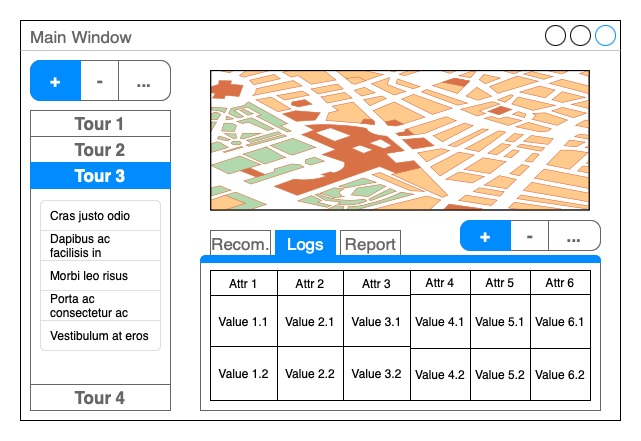 Main Window
+ - ...
Tour 1
Tour 2
Tour 3
Cras justo odio
Dapibus ac
facilisis in
Morbi leo risus
Porta ac
consectetur ac
Vestibulum at eros
Tour 4
+ - ...
Recom. Logs Report
Attr 1 Attr 2 Attr 3 Attr 4 Attr 5 Attr 6
Value 1.1 Value 2.1 Value 3.1 Value 4.1 Value 5.1 Value 6.1
Value 1.2 Value 2.2 Value 3.2 Value 4.2 Value 5.2 Value 6.2